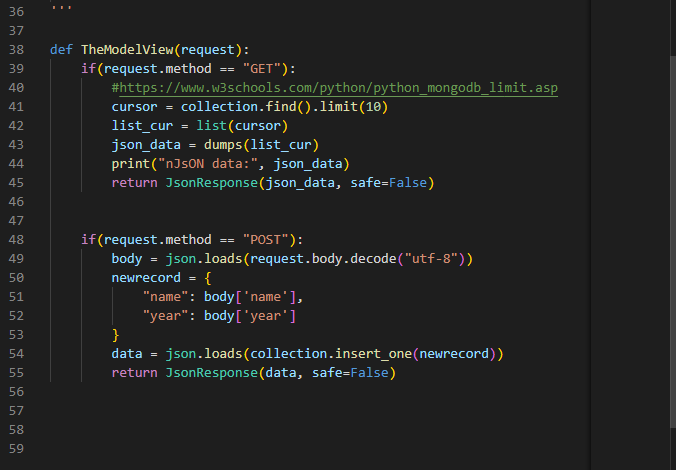 36 '''
37
38 def TheModelView(request):
39     if(request.method == "GET"):
40         #https://www.w3schools.com/python/python_mongodb_limit.asp
41         cursor = collection.find().limit(10)
42         list_cur = list(cursor)
43         json_data = dumps(list_cur)
44         print("nJsON data:", json_data)
45         return JsonResponse(json_data, safe=False)
46
47
48     if(request.method == "POST"):
49         body = json.loads(request.body.decode("utf-8"))
50         newrecord = {
51             "name": body['name'],
52             "year": body['year']
53         }
54         data = json.loads(collection.insert_one(newrecord))
55         return JsonResponse(data, safe=False)
56
57
58
59